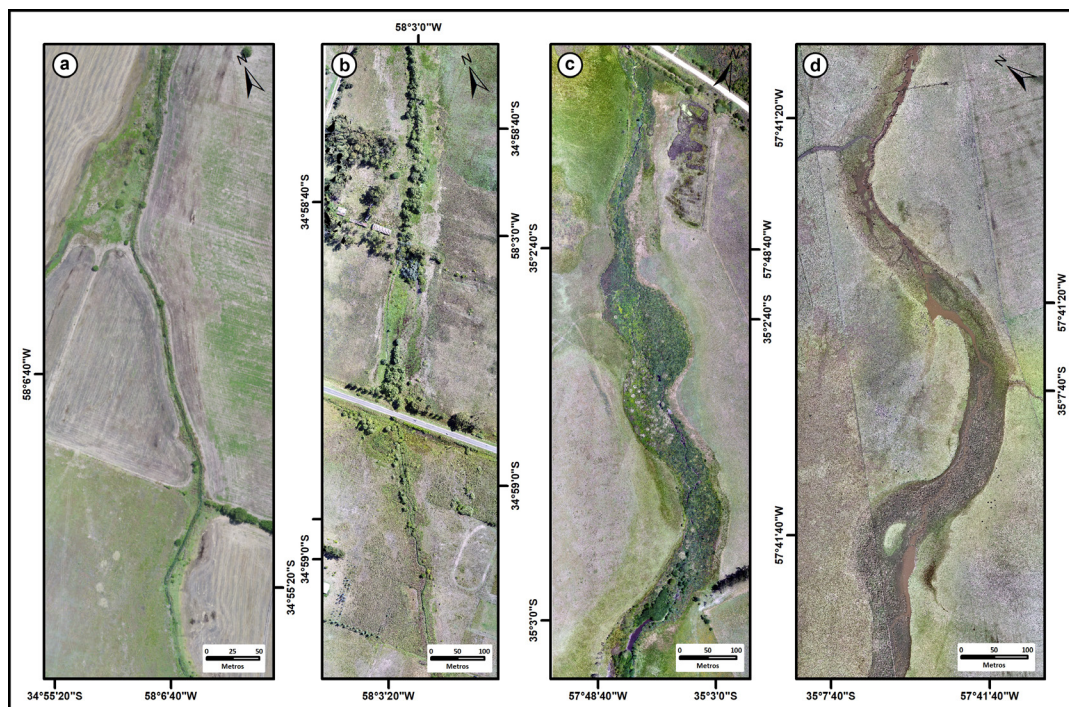 58°3'0"W
a
N
58°6'40"W
34°55'20"S
0 25 50
Metros
34°55'20"S
58°6'40"W
b
N
34°58'40"S
34°58'40"S
58°3'0"W
34°59'0"S
34°59'0"S
0 50 100
Metros
58°3'20"W
c
35°2'40"S
57°48'40"W
35°2'40"S
35°3'0"S
0 50 100
Metros
57°48'40"W
35°3'0"S
d
N
57°41'20"W
57°41'20"W
35°7'40"S
57°41'40"W
0 50 100
Metros
35°7'40"S
57°41'40"W